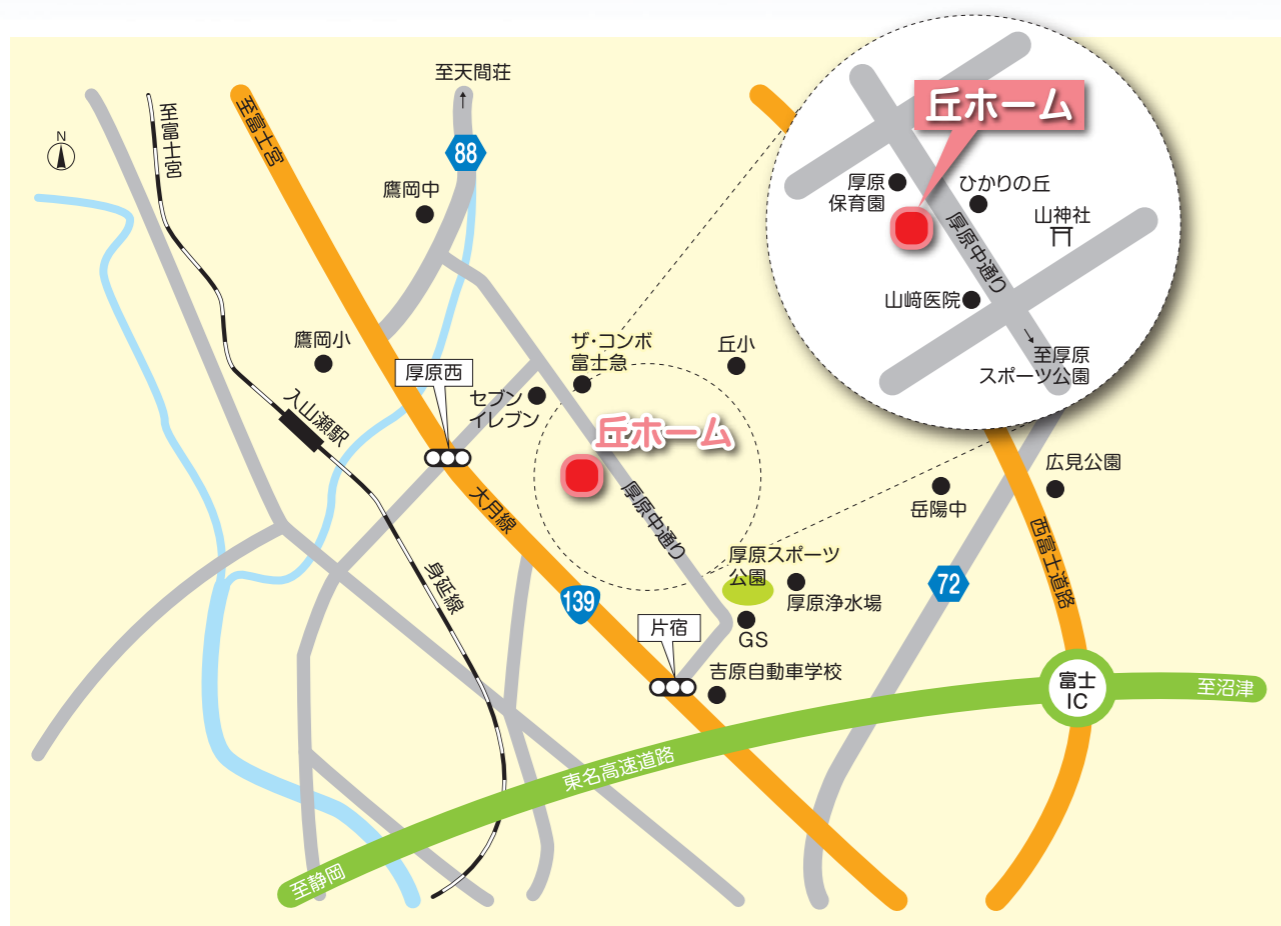 至天間荘
↑
88
N
至富士宮
至富士宮
鷹岡中
鷹岡小
入山瀬駅
厚原西
セブン
イレブン
ザ・コンボ
富士急
丘小
丘ホーム
厚原中通り
大月線
139
身延線
片宿
厚原スポーツ
公園
厚原浄水場
GS
吉原自動車学校
岳陽中
広見公園
72
西富士道路
富士
IC
至沼津
東名高速道路
至静岡
丘ホーム
厚原
保育園
ひかりの丘
山神社
厚原中通り
山﨑医院
→
至厚原
スポーツ公園